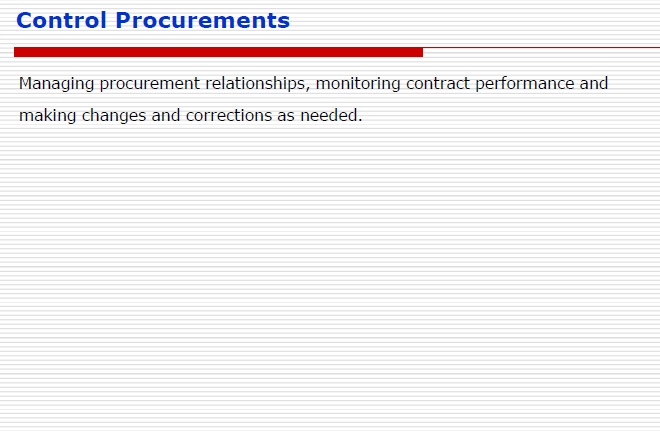 Control Procurements
Managing procurement relationships, monitoring contract performance and
making changes and corrections as needed.